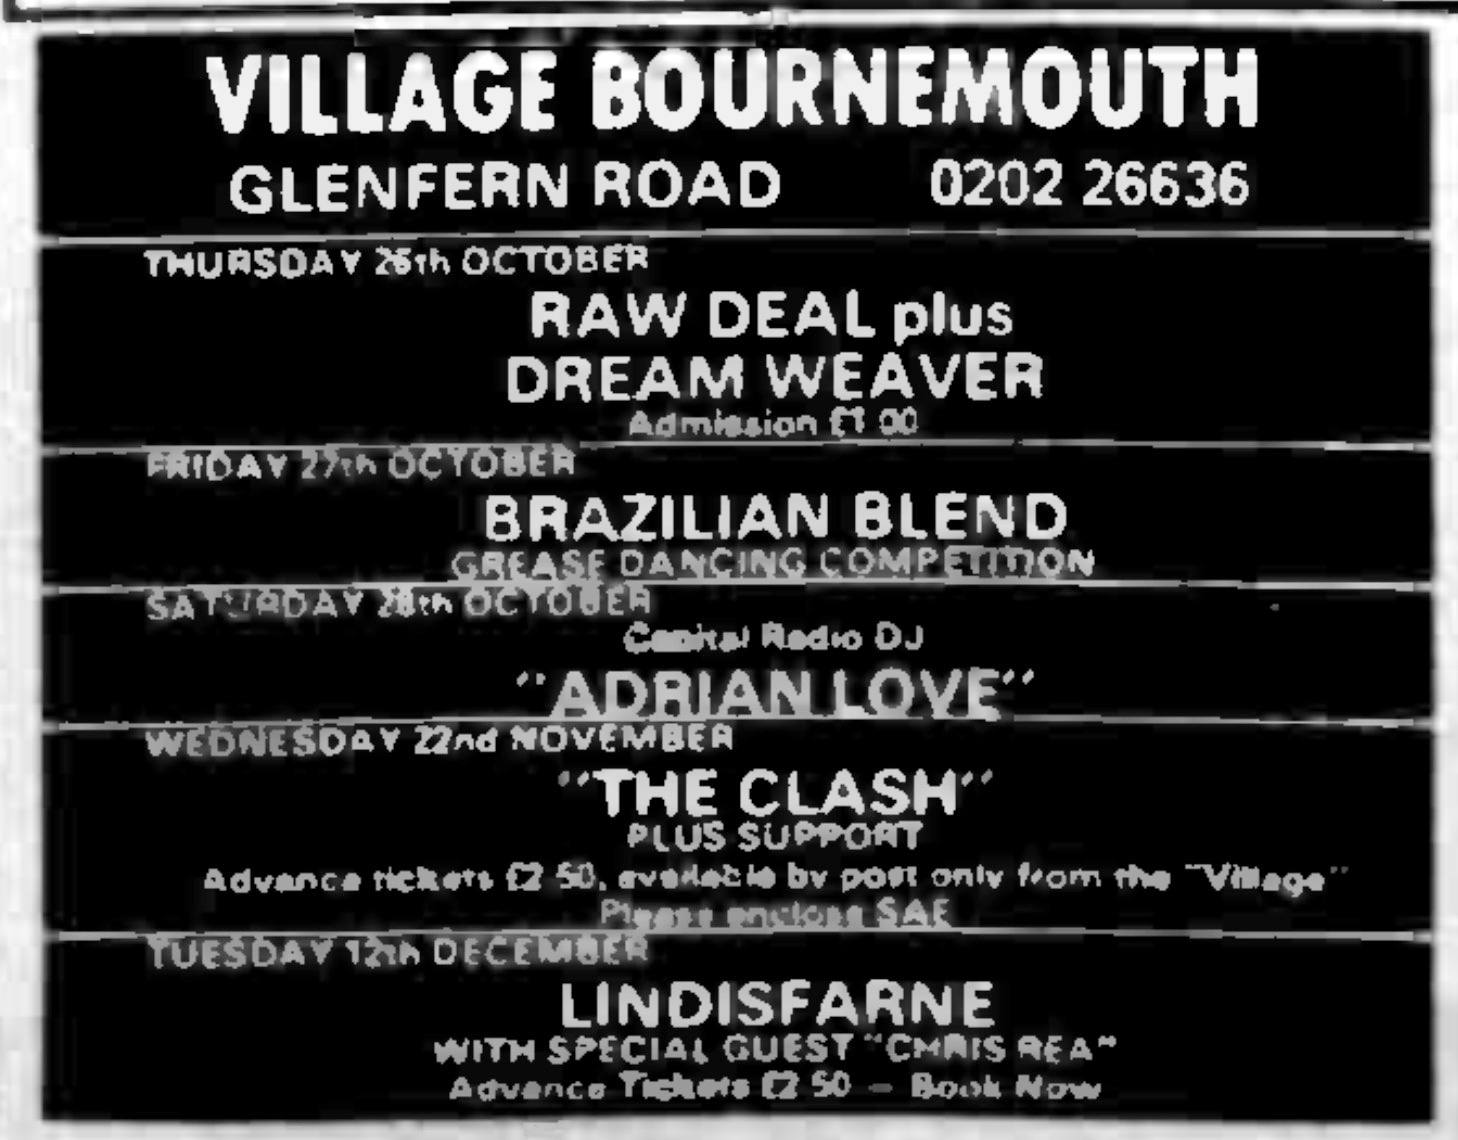 VILLAGE BOURNEMOUTH
GLENFERN ROAD 0202 26636
THURSDAY 26th OCTOBER
RAW DEAL plus
DREAM WEAVER
Admission £1 00
FRIDAY 27th OCTOBER
BRAZILIAN BLEND
GREASE DANCING COMPETITION
SATURDAY 28th OCTOBER
Capital Radio DJ
"ADRIAN LOVE"
WEDNESDAY 22nd NOVEMBER
"THE CLASH"
PLUS SUPPORT
Advance tickets £2 50, available by post only from the "Village"
Please enclose SAE
TUESDAY 12th DECEMBER
LINDISFARNE
WITH SPECIAL GUEST "CHRIS REA"
Advance Tickets £2 50 — Book Now